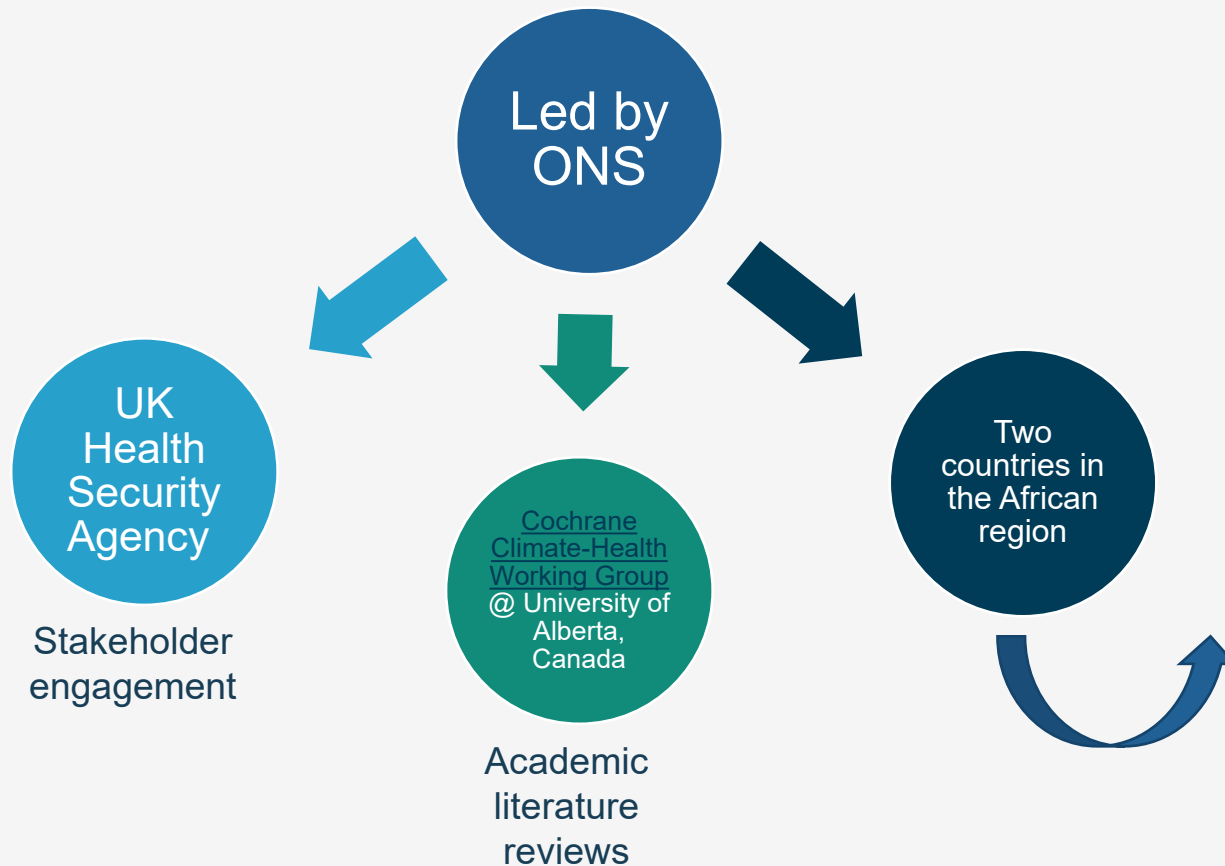 Led by
ONS
UK
Health
Security
Agency
Stakeholder
engagement
Cochrane
Climate-Health
Working Group
@ University of
Alberta,
Canada
Academic
literature
reviews
Two
countries in
the African
region